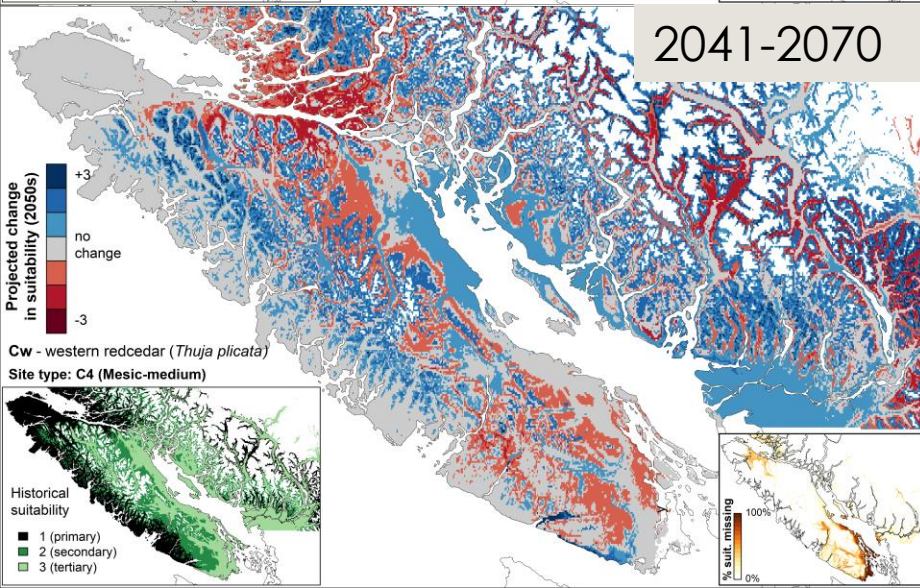 2041-2070
Projected change
in suitability (2050s)
+3
no
change
-3
Cw - western redcedar (Thuja plicata)
Site type: C4 (Mesic-medium)
Historical
suitability
1 (primary)
2 (secondary)
3 (tertiary)
% suit. missing
100%
0%